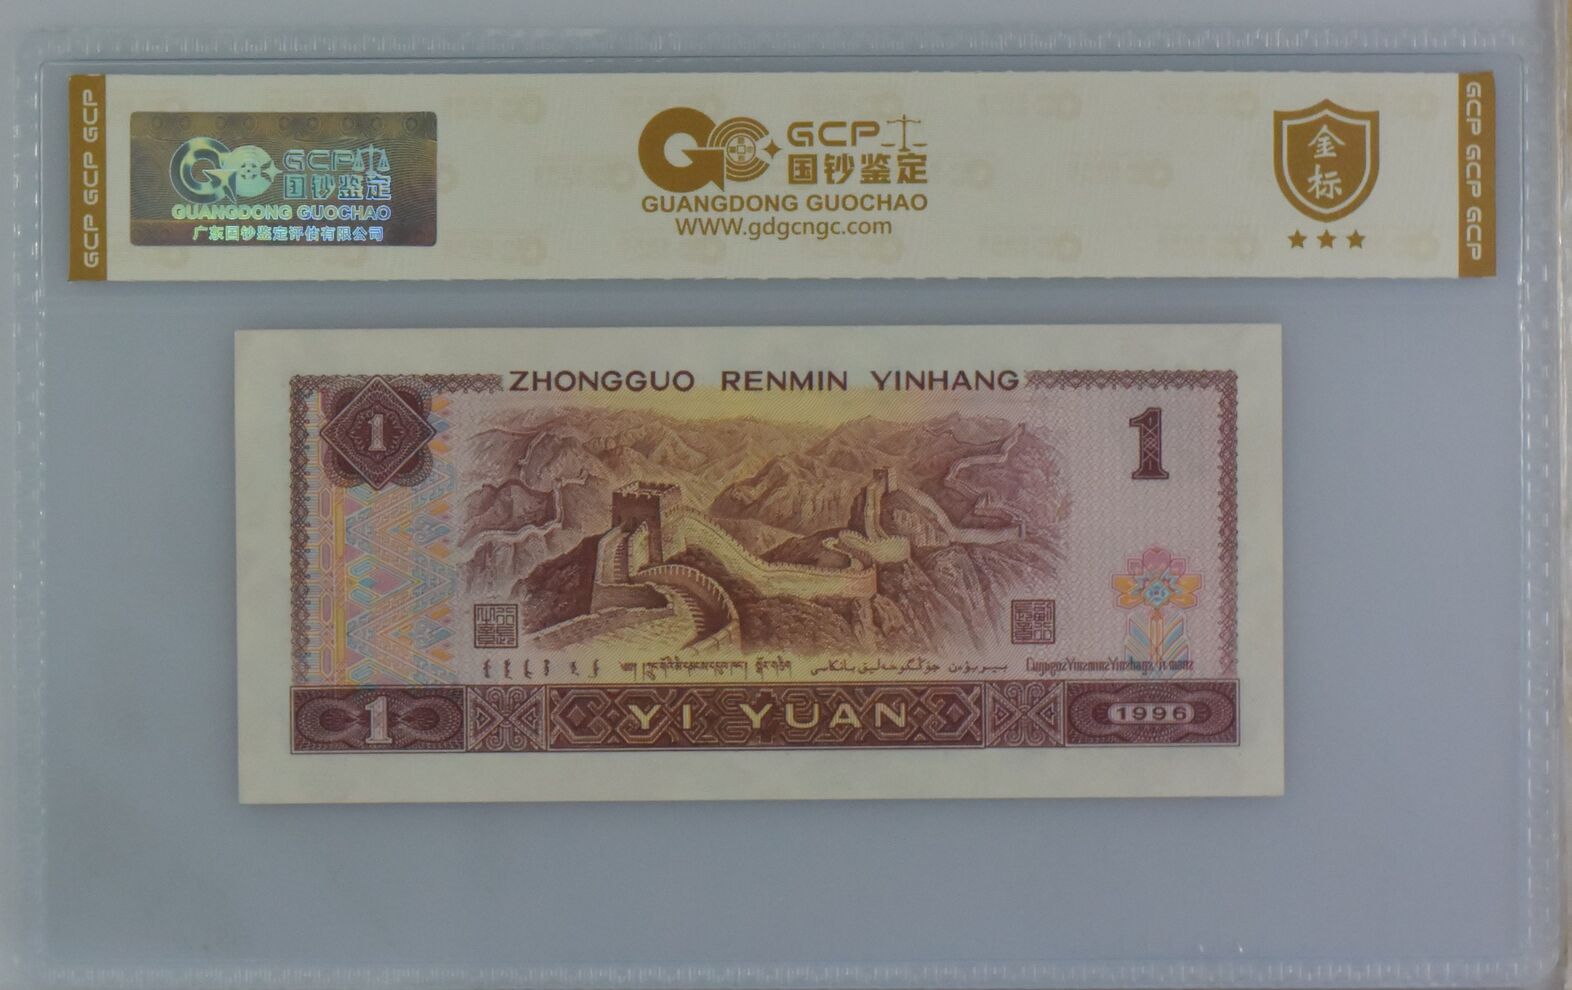 GCP GCP GCP
GCP
国钞鉴定
GUANGDONG GUOCHAO
广东国钞鉴定评估有限公司
GCP
国钞鉴定
GUANGDONG GUOCHAO
WWW.gdgcngc.com
金标
GCP GCP GCP
ZHONGGUO RENMIN YINHANG
1
1
1
YI YUAN
1996